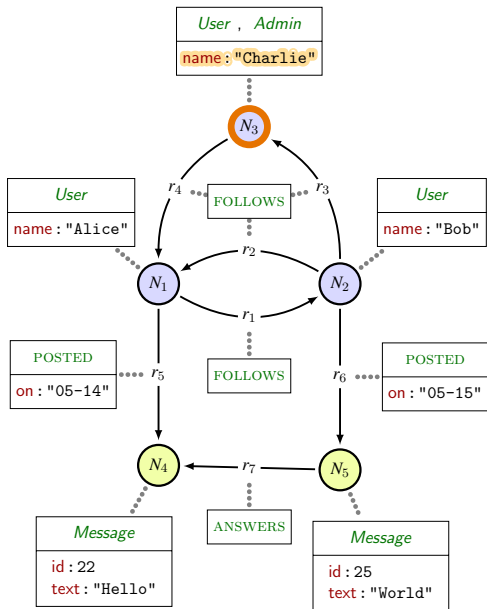 User , Admin
name : "Charlie"
N3
r4
r3
FOLLOWS
User
name : "Alice"
User
name : "Bob"
r2
N1
N2
r1
FOLLOWS
POSTED
on : "05-14"
r5
r6
POSTED
on : "05-15"
N4
r7
N5
ANSWERS
Message
id : 22
text : "Hello"
Message
id : 25
text : "World"